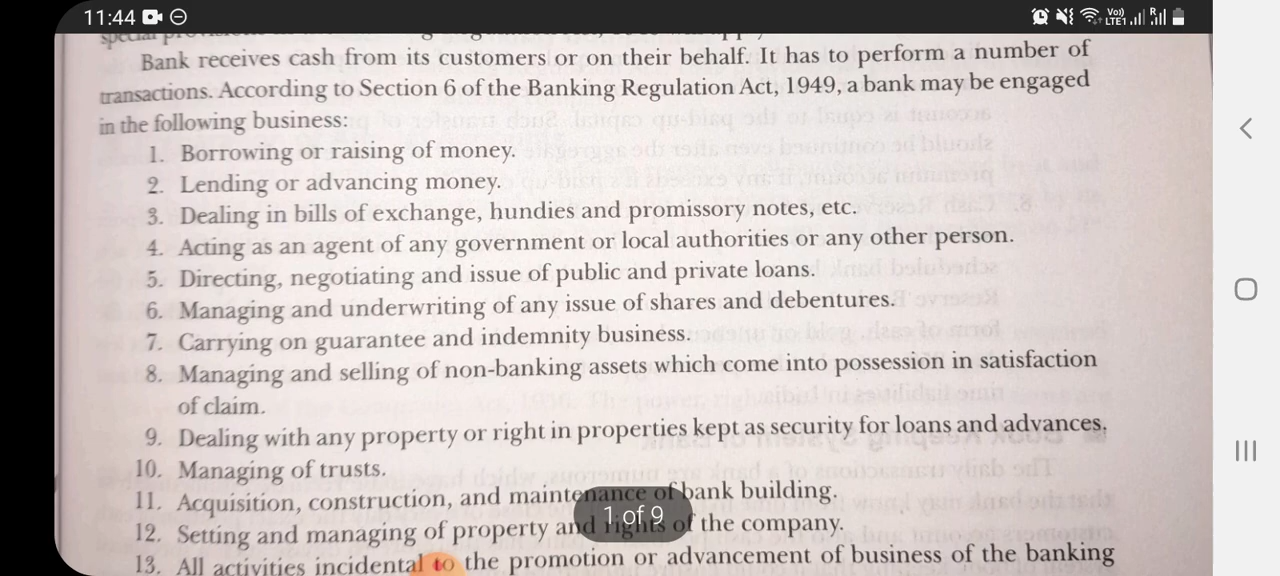 11:44
Vo)) LTE1 R
special
Bank receives cash from its customers or on their behalf. It has to perform a number of
transactions. According to Section 6 of the Banking Regulation Act, 1949, a bank may be engaged
in the following business:
1. Borrowing or raising of money.
2. Lending or advancing money.
3. Dealing in bills of exchange, hundies and promissory notes, etc.
4. Acting as an agent of any government or local authorities or any other person.
5. Directing, negotiating and issue of public and private loans.
6. Managing and underwriting of any issue of shares and debentures.
7. Carrying on guarantee and indemnity business.
8. Managing and selling of non-banking assets which come into possession in satisfaction
of claim.
9. Dealing with any property or right in properties kept as security for loans and advances.
10. Managing of trusts.
11. Acquisition, construction, and maintenance of bank building.
1 of 9
12. Setting and managing of property and rights of the company.
13. All activities incidental to the promotion or advancement of business of the banking